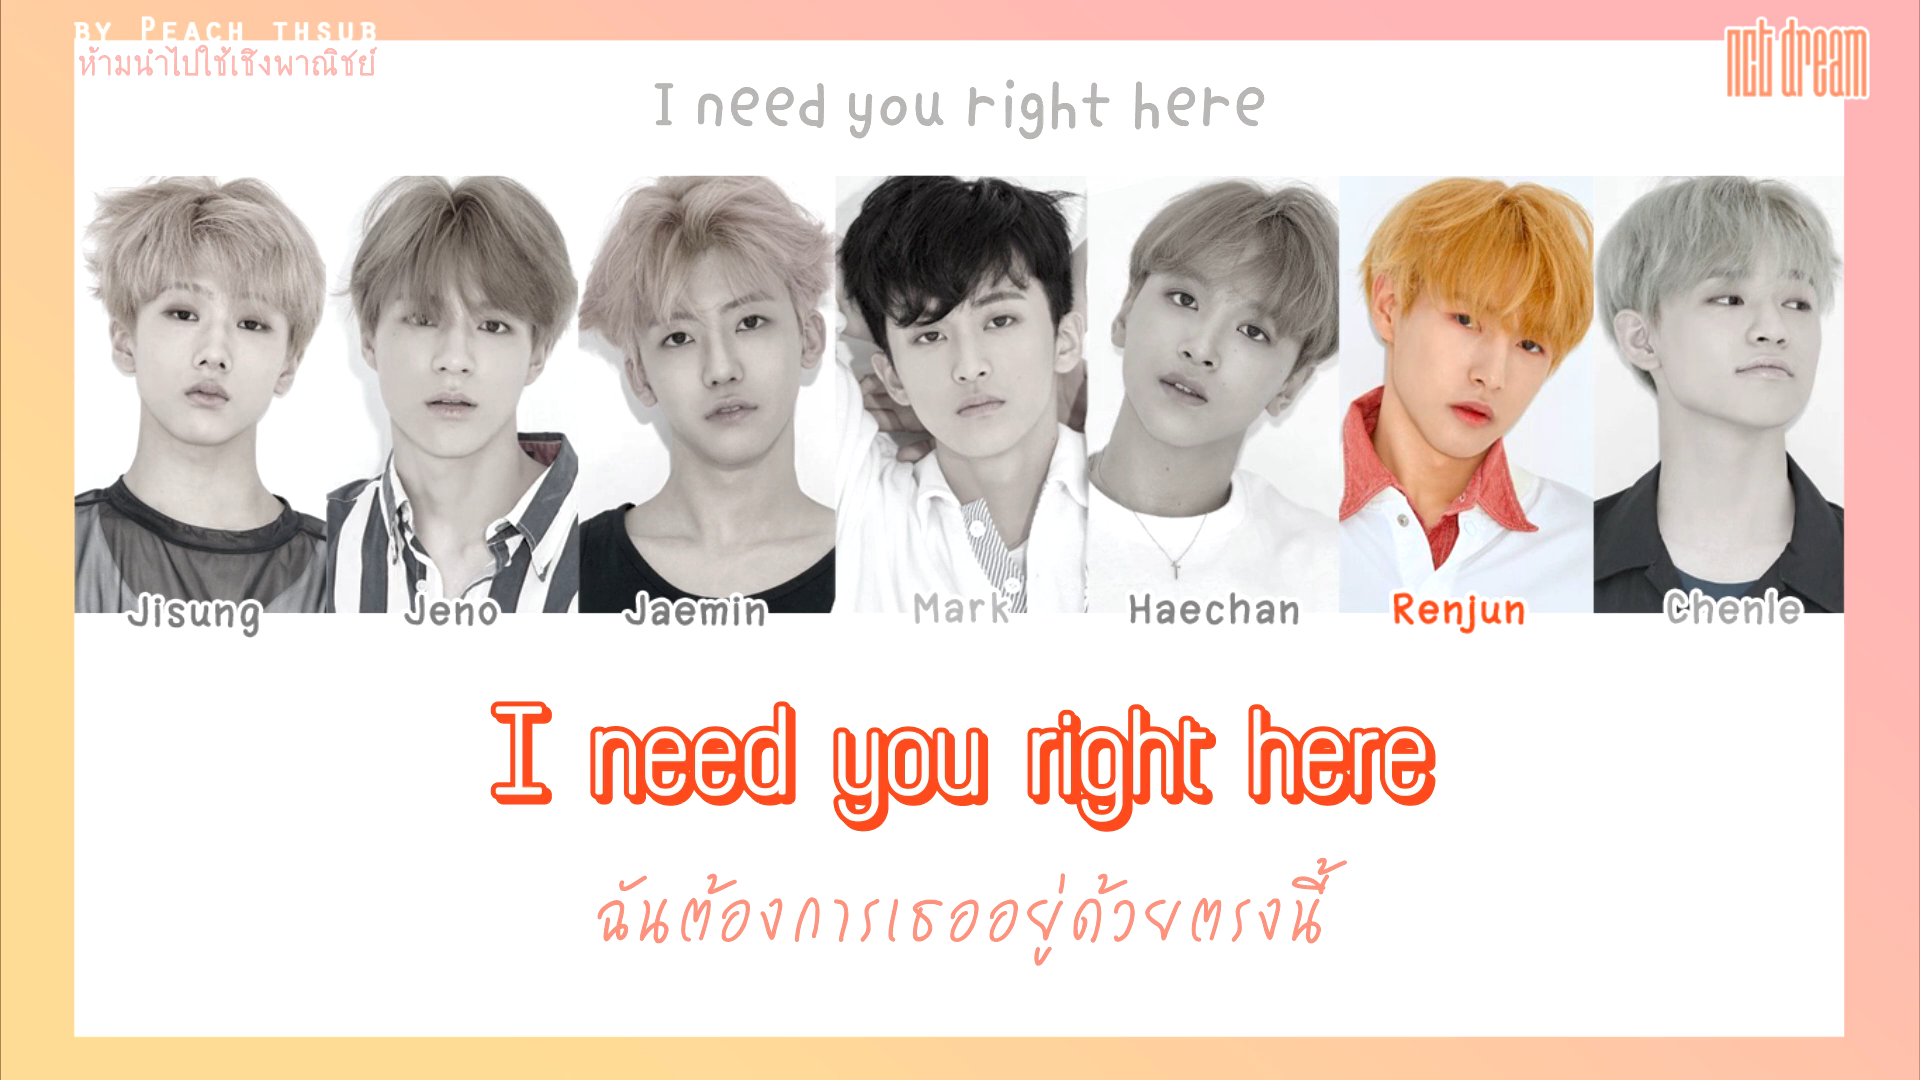 by Peach thsub
ห้ามนำไปใช้เชิงพาณิชย์
nct dream
I need you right here
Jisung Jeno Jaemin Mark Haechan Renjun Chenle
I need you right here
ฉันต้องการเธออยู่ด้วยตรงนี้